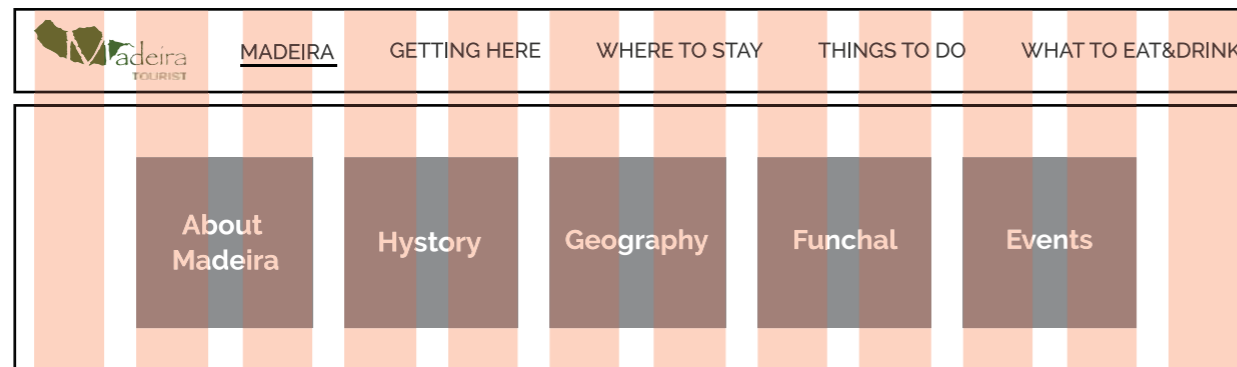 Madeira
TOURIST
MADEIRA
GETTING HERE
WHERE TO STAY
THINGS TO DO
WHAT TO EAT&DRINK
About
Madeira
Hystory
Geography
Funchal
Events